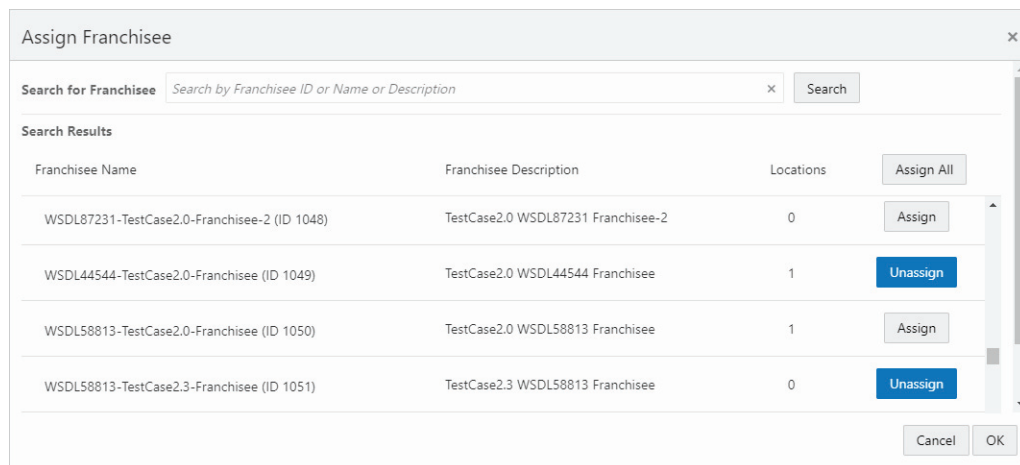 Assign Franchisee ×
Search for Franchisee Search by Franchisee ID or Name or Description × Search
Search Results
Franchisee Name Franchisee Description Locations Assign All
WSDL87231-TestCase2.0-Franchisee-2 (ID 1048) TestCase2.0 WSDL87231 Franchisee-2 0 Assign
WSDL44544-TestCase2.0-Franchisee (ID 1049) TestCase2.0 WSDL44544 Franchisee 1 Unassign
WSDL58813-TestCase2.0-Franchisee (ID 1050) TestCase2.0 WSDL58813 Franchisee 1 Assign
WSDL58813-TestCase2.3-Franchisee (ID 1051) TestCase2.3 WSDL58813 Franchisee 0 Unassign
Cancel OK